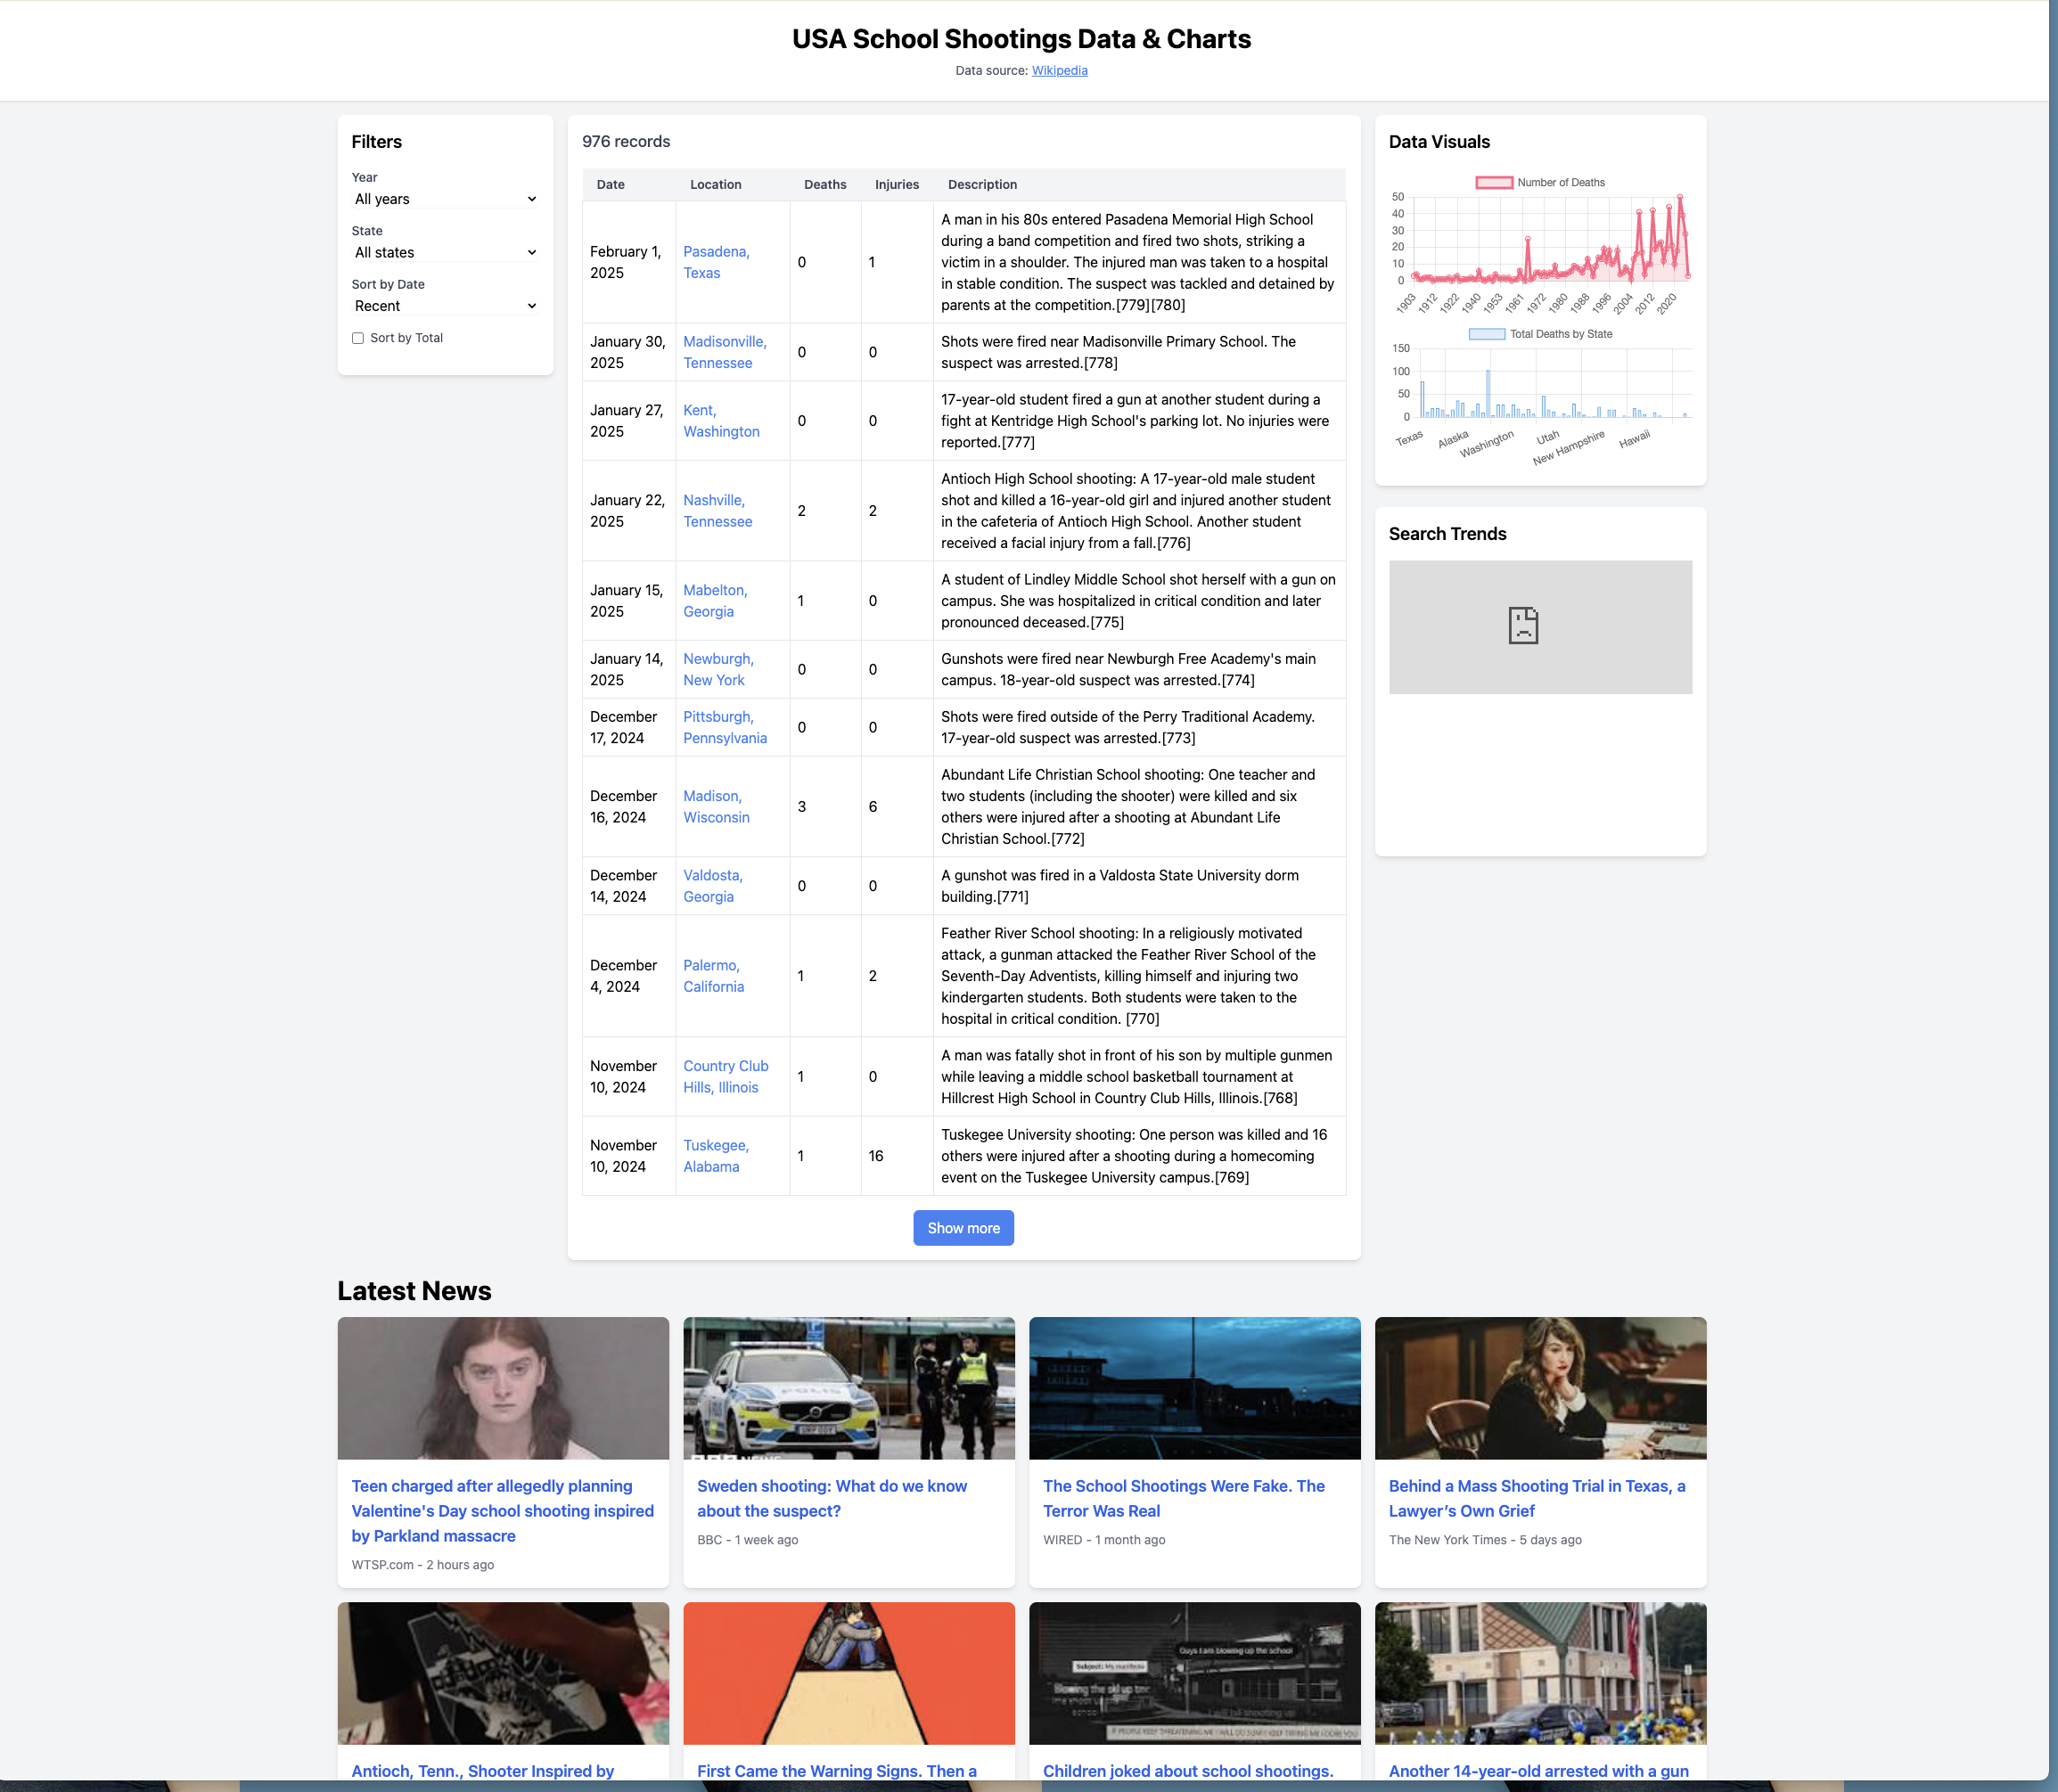 USA School Shootings Data & Charts
Data source: Wikipedia
Filters
Year
All years
State
All states
Sort by Date
Recent
Sort by Total
976 records
Date Location Deaths Injuries Description
February 1,
2025
Pasadena,
Texas
0
1
A man in his 80s entered Pasadena Memorial High School
during a band competition and fired two shots, striking a
victim in a shoulder. The injured man was taken to a hospital
in stable condition. The suspect was tackled and detained by
parents at the competition.[779][780]
January 30,
2025
Madisonville,
Tennessee
0
0
Shots were fired near Madisonville Primary School. The
suspect was arrested.[778]
January 27,
2025
Kent,
Washington
0
0
17-year-old student fired a gun at another student during a
fight at Kentridge High School's parking lot. No injuries were
reported.[777]
January 22,
2025
Nashville,
Tennessee
2
2
Antioch High School shooting: A 17-year-old male student
shot and killed a 16-year-old girl and injured another student
in the cafeteria of Antioch High School. Another student
received a facial injury from a fall.[776]
January 15,
2025
Mabelton,
Georgia
1
0
A student of Lindley Middle School shot herself with a gun on
campus. She was hospitalized in critical condition and later
pronounced deceased.[775]
January 14,
2025
Newburgh,
New York
0
0
Gunshots were fired near Newburgh Free Academy's main
campus. 18-year-old suspect was arrested.[774]
December
17, 2024
Pittsburgh,
Pennsylvania
0
0
Shots were fired outside of the Perry Traditional Academy.
17-year-old suspect was arrested.[773]
December
16, 2024
Madison,
Wisconsin
3
6
Abundant Life Christian School shooting: One teacher and
two students (including the shooter) were killed and six
others were injured after a shooting at Abundant Life
Christian School.[772]
December
14, 2024
Valdosta,
Georgia
0
0
A gunshot was fired in a Valdosta State University dorm
building.[771]
December
4, 2024
Palermo,
California
1
2
Feather River School shooting: In a religiously motivated
attack, a gunman attacked the Feather River School of the
Seventh-Day Adventists, killing himself and injuring two
kindergarten students. Both students were taken to the
hospital in critical condition. [770]
November
10, 2024
Country Club
Hills, Illinois
1
0
A man was fatally shot in front of his son by multiple gunmen
while leaving a middle school basketball tournament at
Hillcrest High School in Country Club Hills, Illinois.[768]
November
10, 2024
Tuskegee,
Alabama
1
16
Tuskegee University shooting: One person was killed and 16
others were injured after a shooting during a homecoming
event on the Tuskegee University campus.[769]
Show more
Data Visuals
Number of Deaths
50
40
30
20
10
0
1903 1912 1922 1940 1953 1961 1972 1980 1988 1996 2004 2012 2020
Total Deaths by State
150
100
50
0
Texas Alaska Washington Utah New Hampshire Hawaii
Search Trends
Latest News
POLIS
NEWS
Teen charged after allegedly planning
Valentine's Day school shooting inspired
by Parkland massacre
WTSP.com - 2 hours ago
Sweden shooting: What do we know
about the suspect?
BBC - 1 week ago
The School Shootings Were Fake. The
Terror Was Real
WIRED - 1 month ago
Behind a Mass Shooting Trial in Texas, a
Lawyer’s Own Grief
The New York Times - 5 days ago
Guys I am blowing up the school
Subject: My manifesto
Antioch, Tenn., Shooter Inspired by
First Came the Warning Signs. Then a
Children joked about school shootings.
Another 14-year-old arrested with a gun